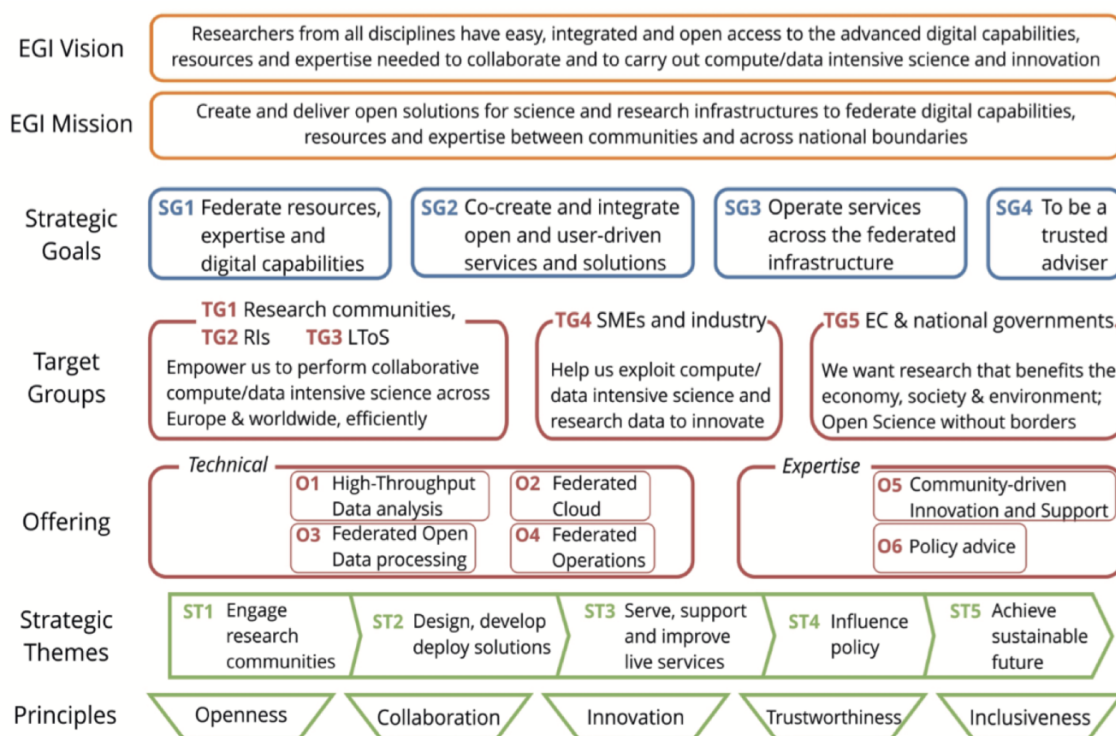 EGI Vision
Researchers from all disciplines have easy, integrated and open access to the advanced digital capabilities,
resources and expertise needed to collaborate and to carry out compute/data intensive science and innovation
EGI Mission
Create and deliver open solutions for science and research infrastructures to federate digital capabilities,
resources and expertise between communities and across national boundaries
Strategic
Goals
SG1 Federate resources,
expertise and
digital capabilities
SG2 Co-create and integrate
open and user-driven
services and solutions
SG3 Operate services
across the federated
infrastructure
SG4 To be a
trusted
adviser
Target
Groups
TG1 Research communities,
TG2 RIs TG3 LToS
Empower us to perform collaborative
compute/data intensive science across
Europe & worldwide, efficiently
TG4 SMEs and industry
Help us exploit compute/
data intensive science and
research data to innovate
TG5 EC & national governments.
We want research that benefits the
economy, society & environment;
Open Science without borders
Offering
Technical
O1 High-Throughput
Data analysis
O2 Federated
Cloud
O3 Federated Open
Data processing
O4 Federated
Operations
Expertise
O5 Community-driven
Innovation and Support
O6 Policy advice
Strategic
Themes
ST1 Engage
research
communities
ST2 Design, develop
deploy solutions
ST3 Serve, support
and improve
live services
ST4 Influence
policy
ST5 Achieve
sustainable
future
Principles
Openness
Collaboration
Innovation
Trustworthiness
Inclusiveness